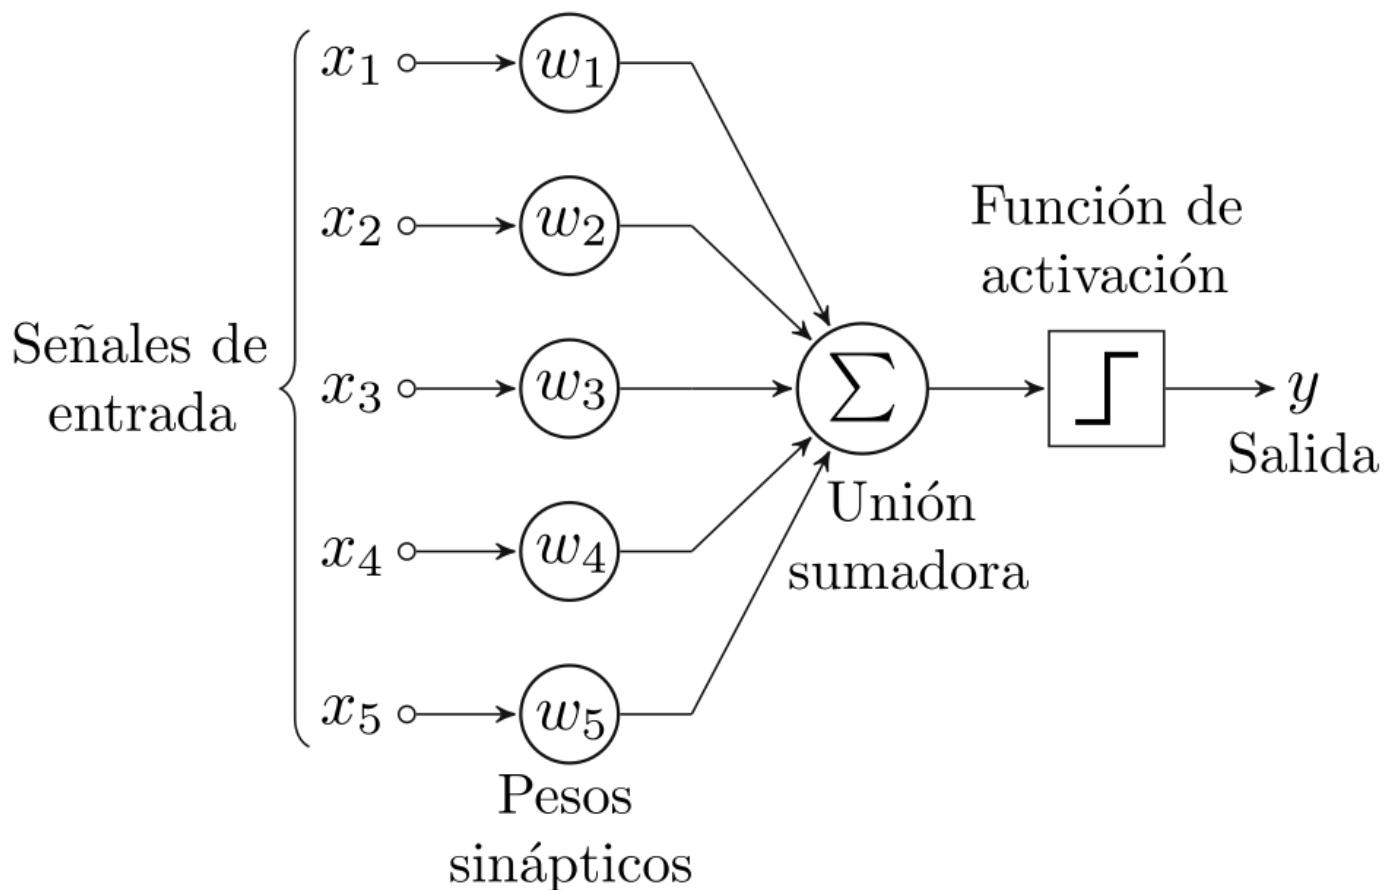 x₁
w₁
x₂
w₂
Función de
activación
Señales de
entrada
x₃
w₃
Σ
y
Salida
Unión
sumadora
x₄
w₄
x₅
w₅
Pesos
sinápticos